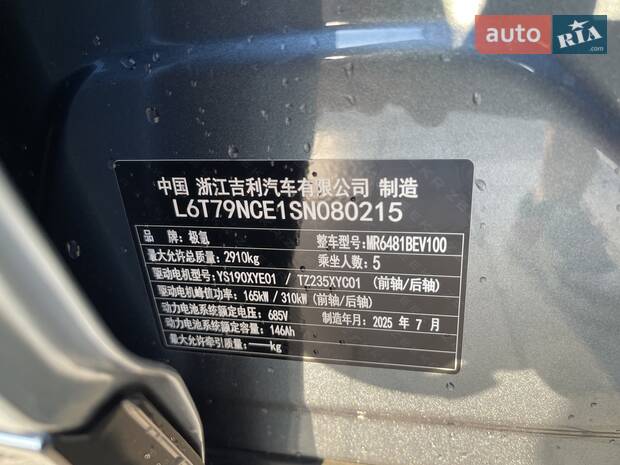 auto RIA.com
中国 浙江吉利汽车有限公司 制造
L6T79NCE1SN080215
品牌：极氪 整车型号：MR6481BEV100
最大允许总质量：2910kg 乘坐人数：5
驱动电机型号：YS190XYE01 / TZ235XYC01 (前轴/后轴)
驱动电机峰值功率：165kW / 310kW (前轴/后轴)
动力电池系统额定电压：685V 制造年月：2025 年 7 月
动力电池系统额定容量：146Ah
最大允许牵引质量：——kg